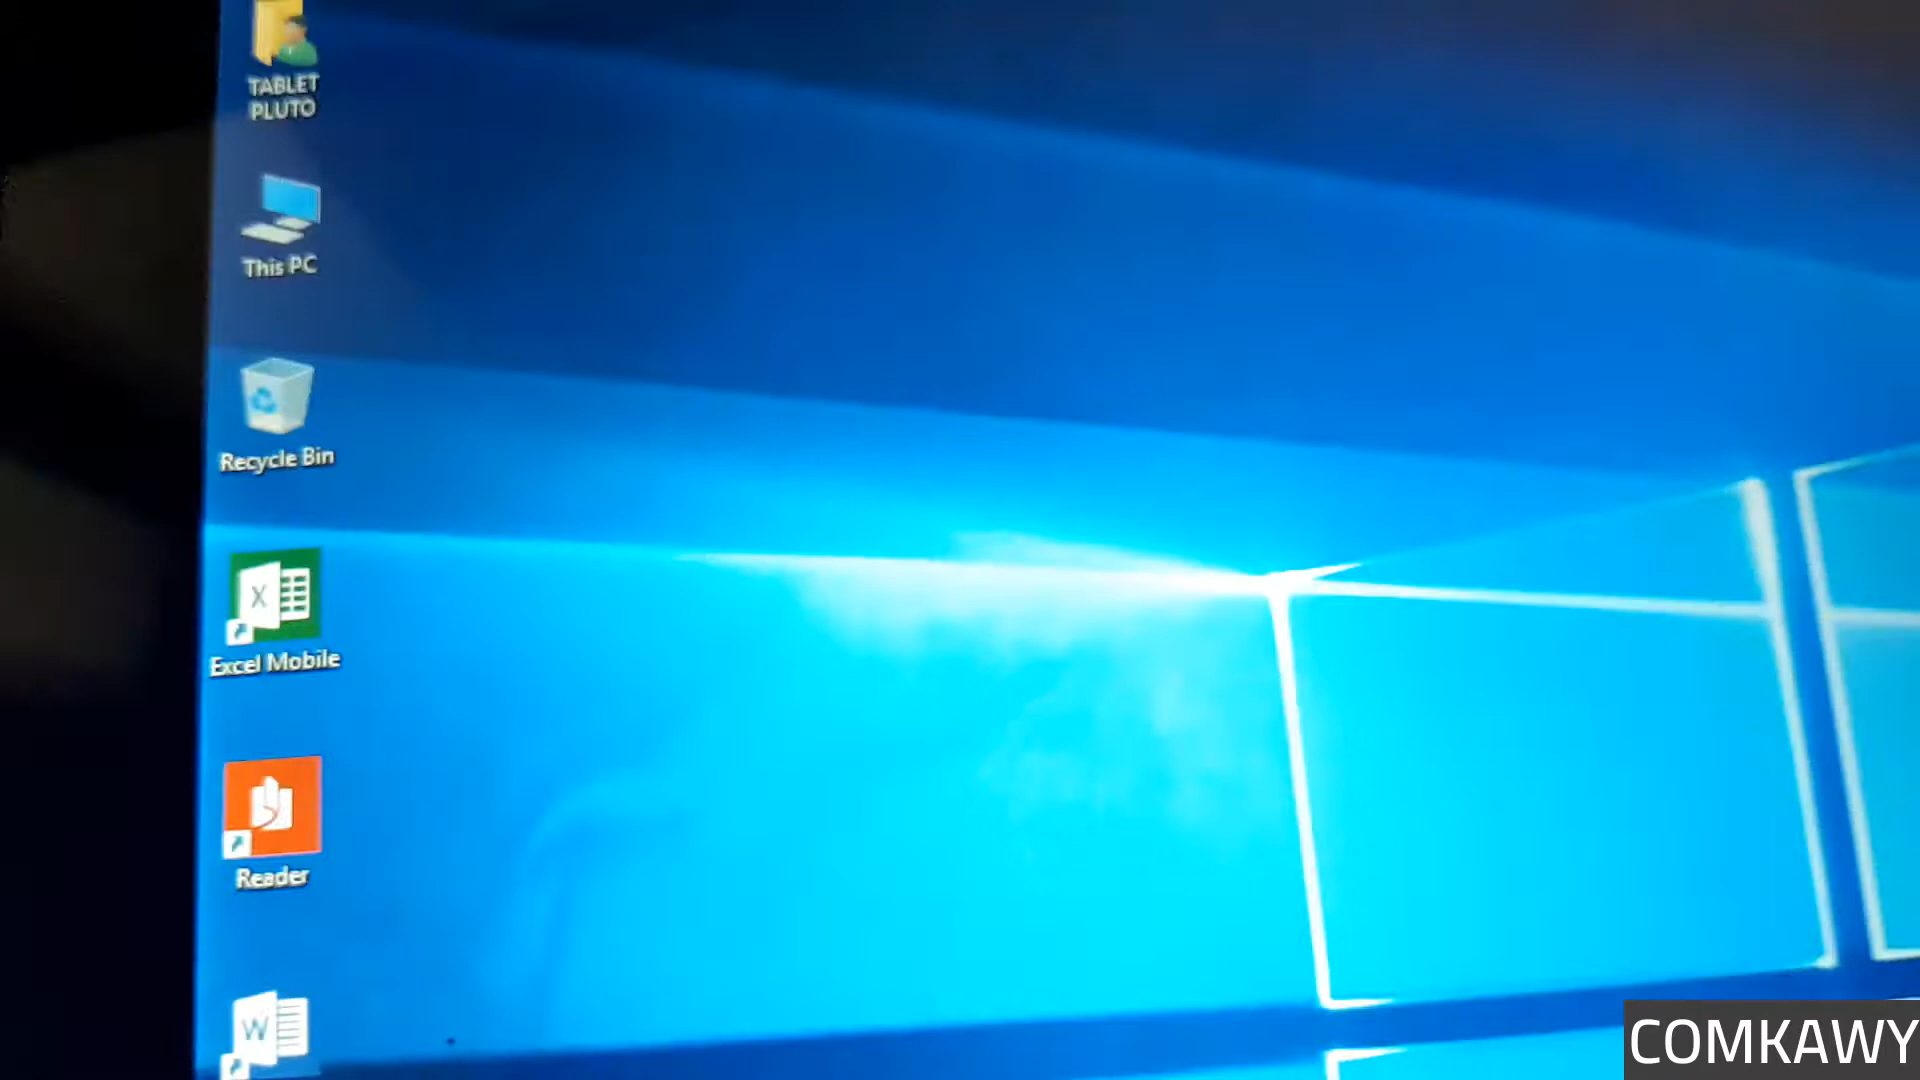 TABLET
PLUTO
This PC
Recycle Bin
X
Excel Mobile
Reader
W
COMKAWY